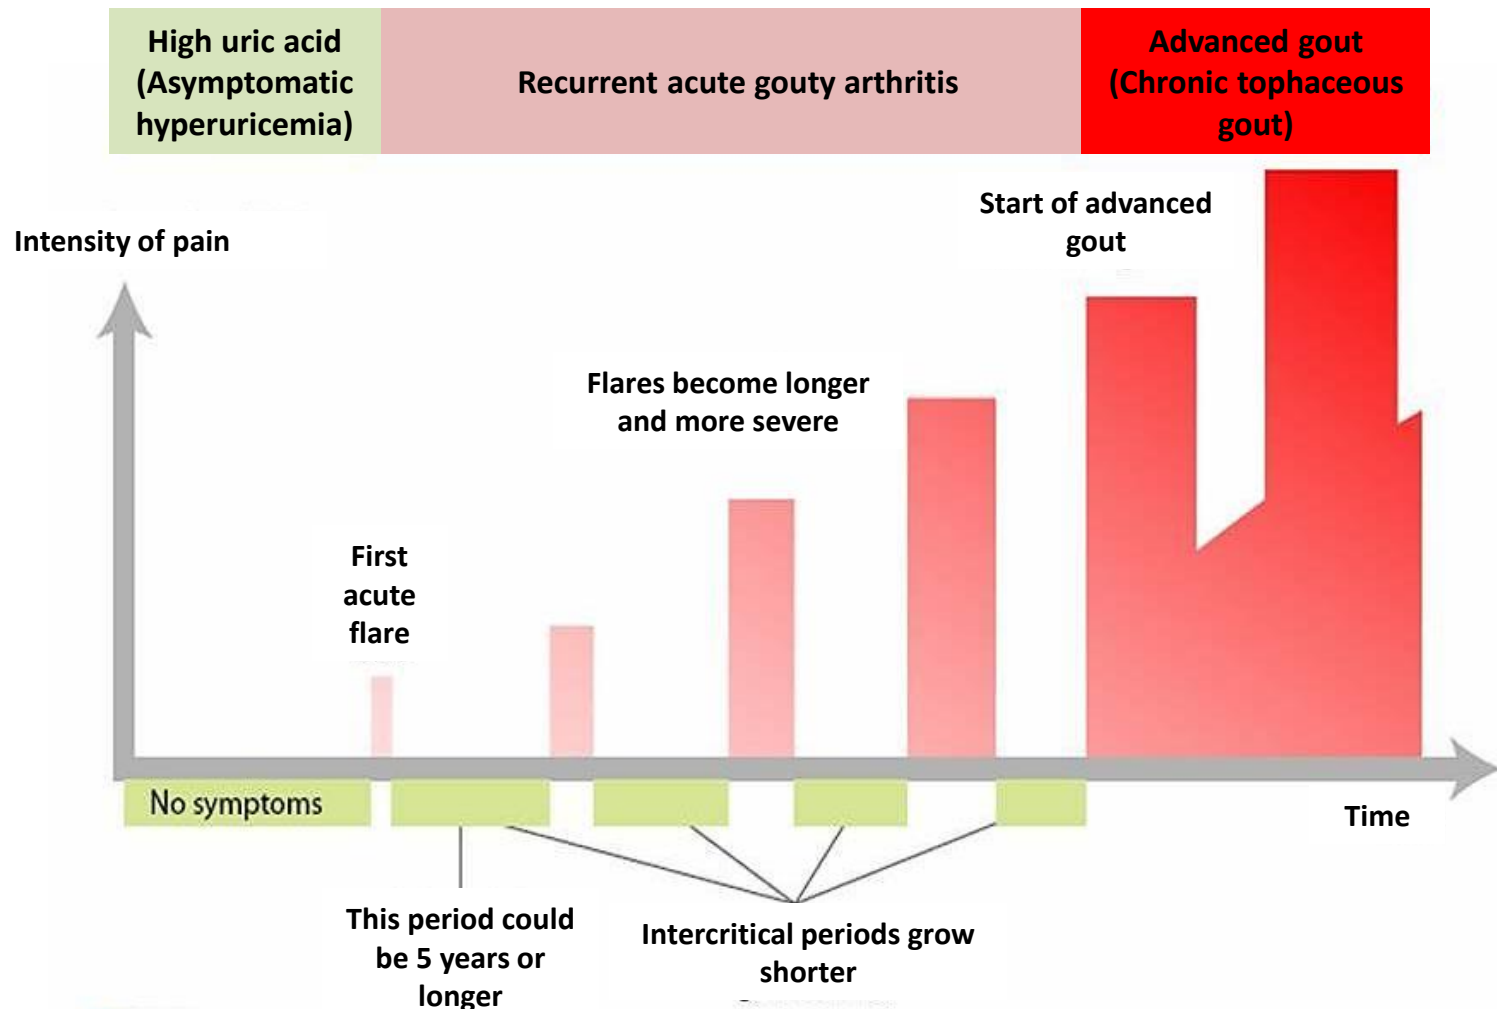 High uric acid
(Asymptomatic
hyperuricemia)
Recurrent acute gouty arthritis
Advanced gout
(Chronic tophaceous
gout)
Intensity of pain
Start of advanced
gout
Flares become longer
and more severe
First
acute
flare
No symptoms
Time
This period could
be 5 years or
longer
Intercritical periods grow
shorter